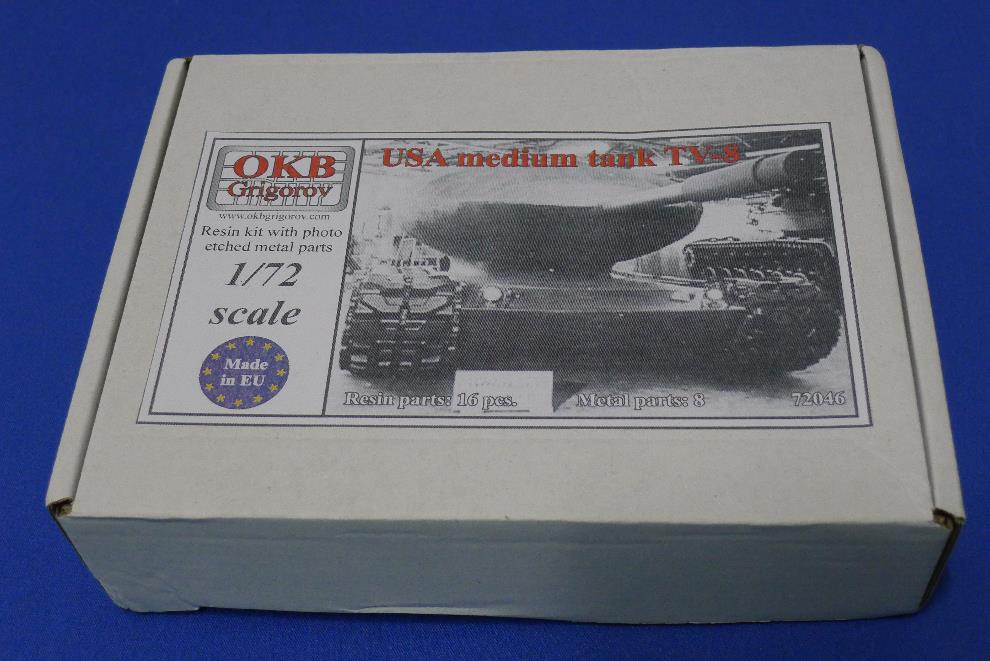 OKB
Grigorov
www.okbgrigorov.com
Resin kit with photo
etched metal parts
1/72
scale
Made
in EU
USA medium tank TV-8
Resin parts: 16 pcs.
Metal parts: 8
72046